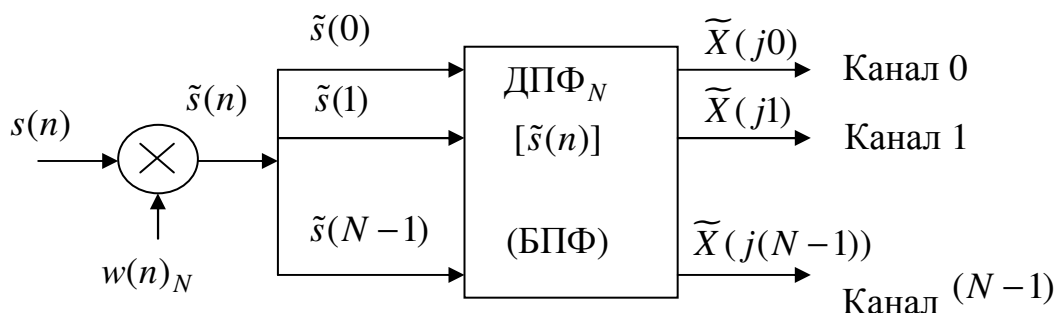 s̃(0)
X̃(j0)
Канал 0
ДПФ_N
s̃(n)
s̃(1)
X̃(j1)
s(n)
[s̃(n)]
Канал 1
s̃(N−1)
(БПФ)
X̃(j(N−1))
w(n)_N
Канал (N−1)